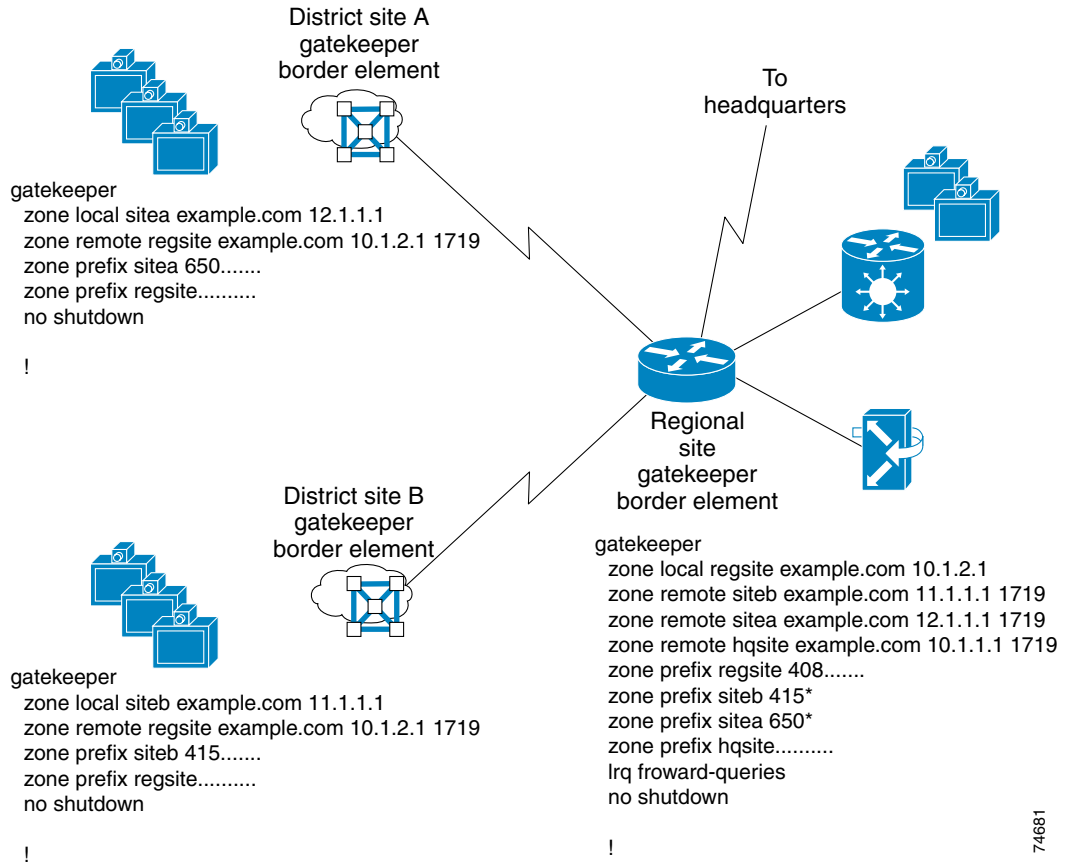 District site A
gatekeeper
border element
To
headquarters
gatekeeper
zone local sitea example.com 12.1.1.1
zone remote regsite example.com 10.1.2.1 1719
zone prefix sitea 650.......
zone prefix regsite..........
no shutdown
!
Regional
site
gatekeeper
border element
District site B
gatekeeper
border element
gatekeeper
zone local siteb example.com 11.1.1.1
zone remote regsite example.com 10.1.2.1 1719
zone prefix siteb 415.......
zone prefix regsite..........
no shutdown
!
gatekeeper
zone local regsite example.com 10.1.2.1
zone remote siteb example.com 11.1.1.1 1719
zone remote sitea example.com 12.1.1.1 1719
zone remote hqsite example.com 10.1.1.1 1719
zone prefix regsite 408.......
zone prefix siteb 415*
zone prefix sitea 650*
zone prefix hqsite..........
lrq froward-queries
no shutdown
!
74681